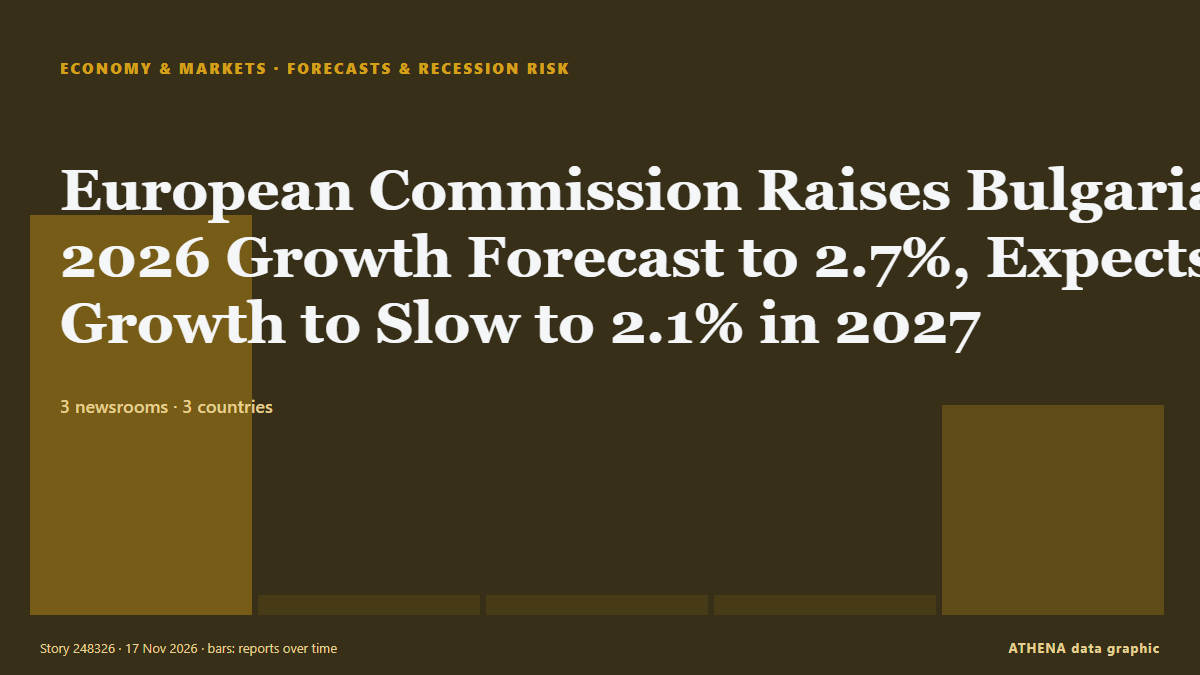 ECONOMY & MARKETS · FORECASTS & RECESSION RISK
European Commission Raises Bulgaria
2026 Growth Forecast to 2.7%, Expects
Growth to Slow to 2.1% in 2027
3 newsrooms · 3 countries
Story 248326 · 17 Nov 2026 · bars: reports over time
ATHENA data graphic